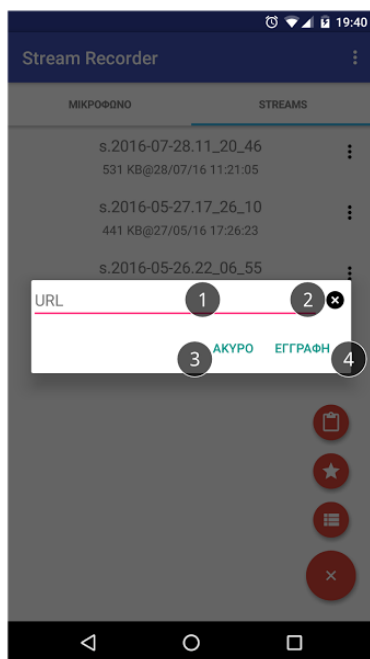 19:40
Stream Recorder
ΜΙΚΡΟΦΩΝΟ STREAMS
s.2016-07-28.11_20_46
531 KB@28/07/16 11:21:05
s.2016-05-27.17_26_10
441 KB@27/05/16 17:26:23
s.2016-05-26.22_06_55
URL 1 2
3 ΑΚΥΡΟ ΕΓΓΡΑΦΗ 4